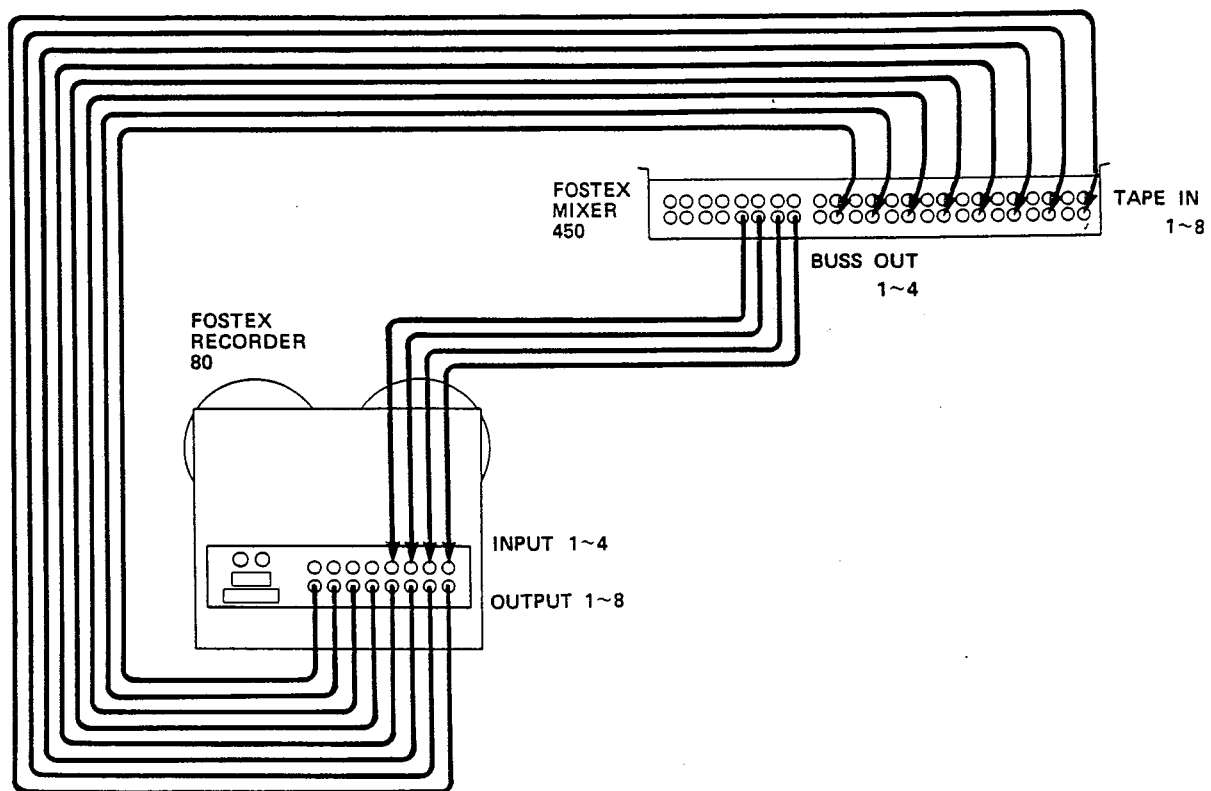 FOSTEX
MIXER
450
TAPE IN
1~8
BUSS OUT
1~4
FOSTEX
RECORDER
80
INPUT 1~4
OUTPUT 1~8